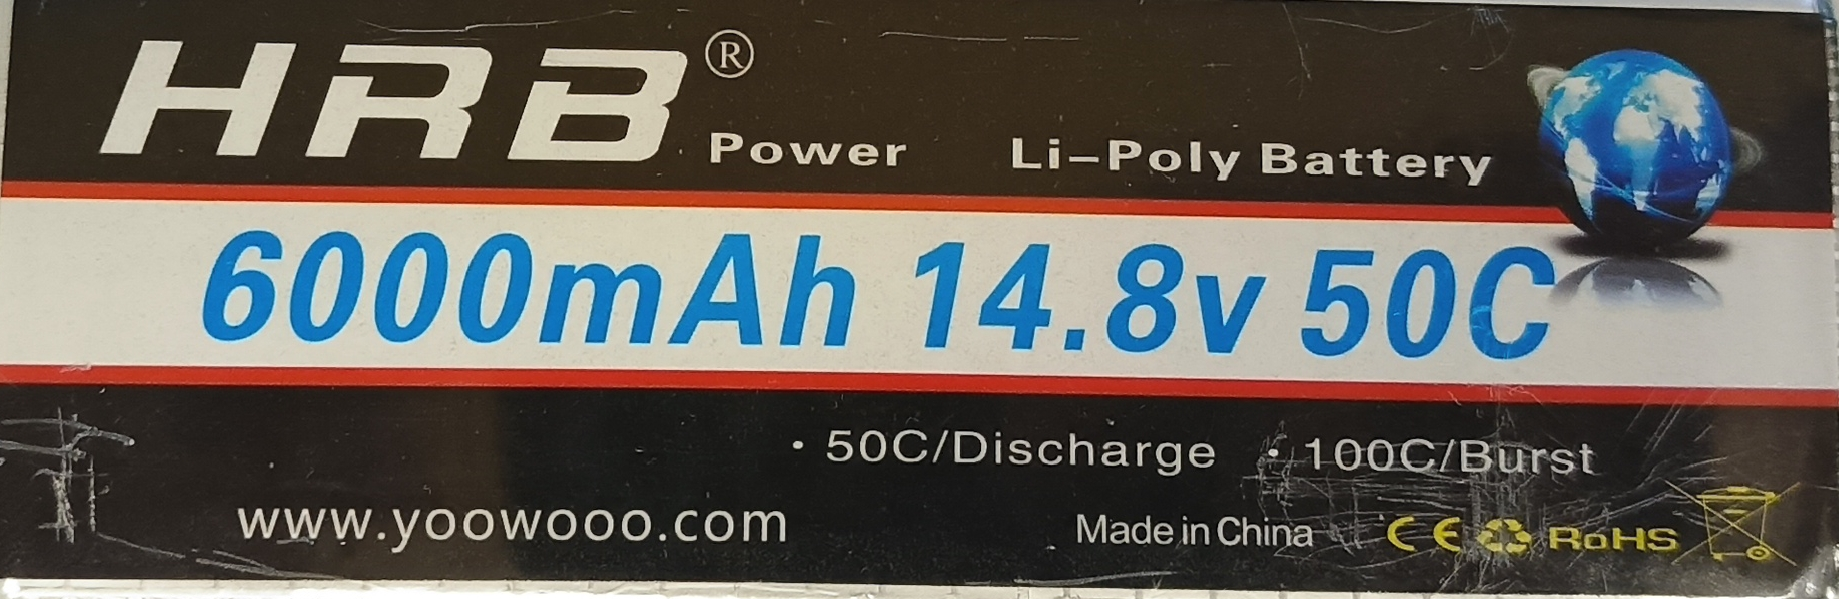 HRB® Power Li-Poly Battery
6000mAh 14.8v 50C
• 50C/Discharge • 100C/Burst
www.yoowooo.com Made in China CE RoHS